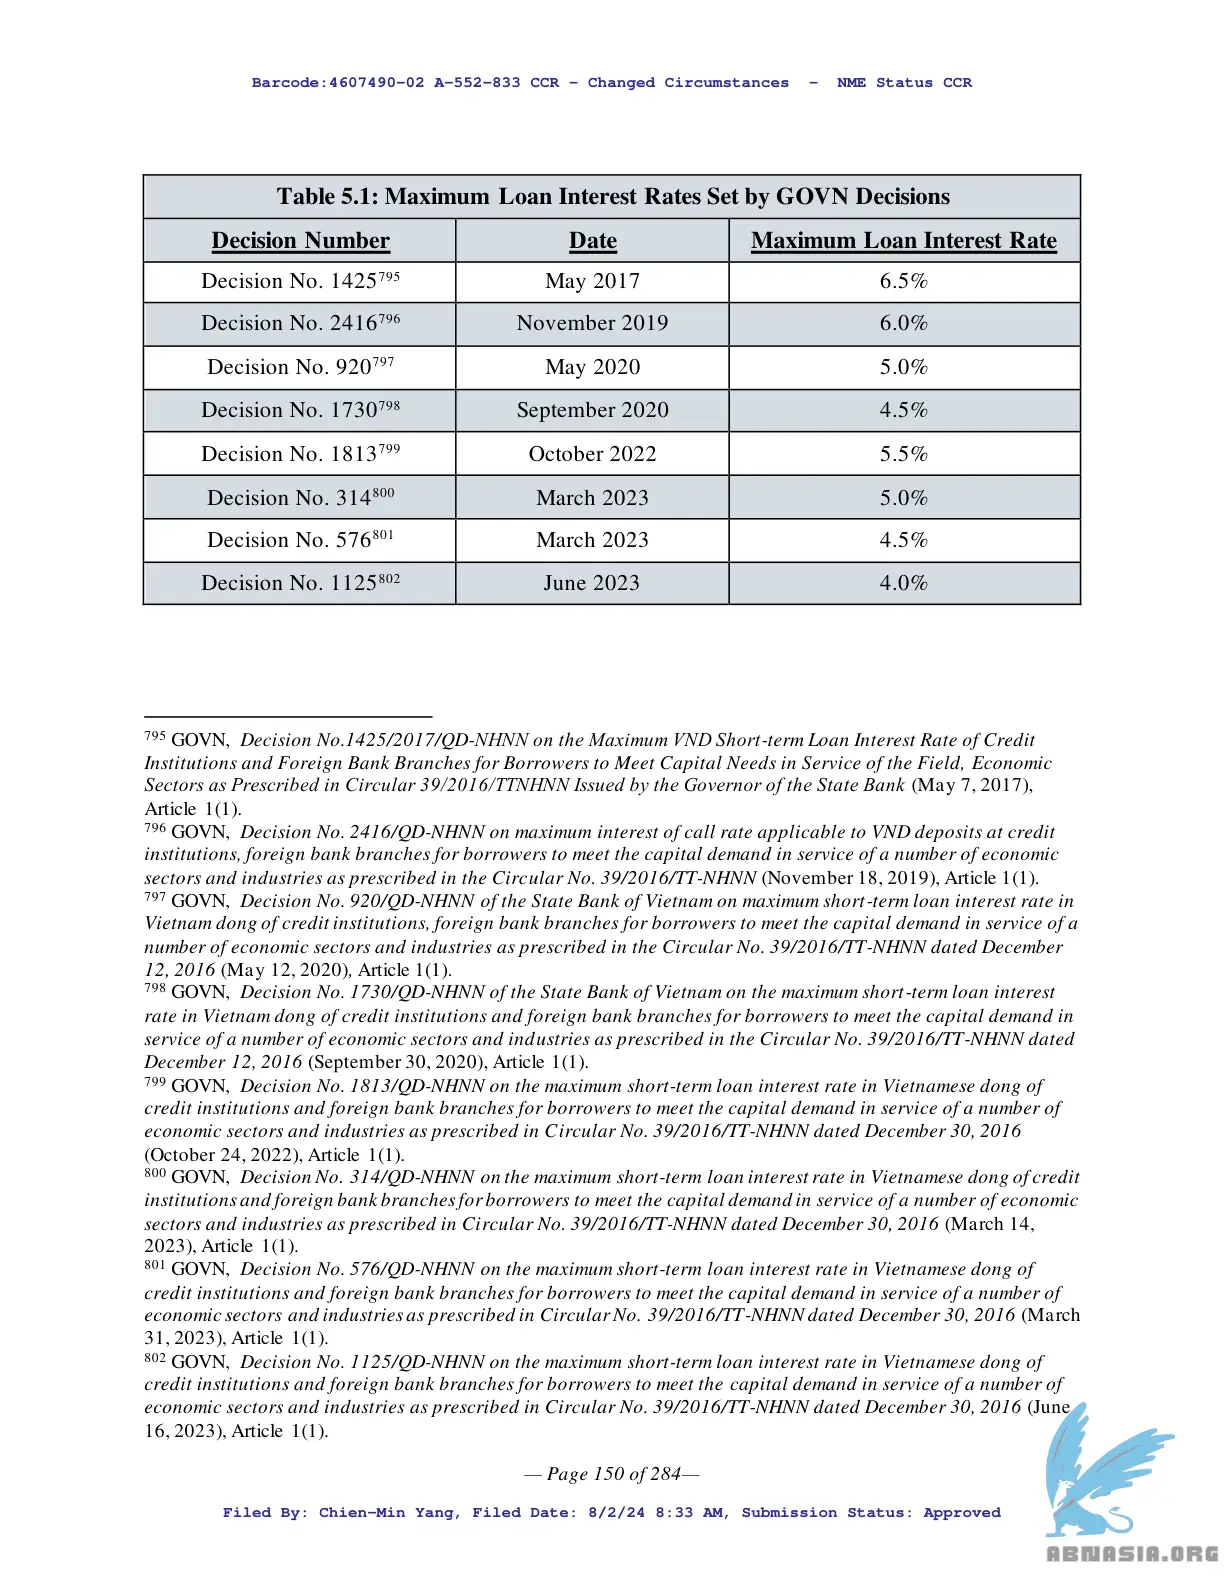 Barcode:4607490-02 A-552-833 CCR - Changed Circumstances - NME Status CCR
Table 5.1: Maximum Loan Interest Rates Set by GOVN Decisions
Decision Number Date Maximum Loan Interest Rate
Decision No. 1425795 May 2017 6.5%
Decision No. 2416796 November 2019 6.0%
Decision No. 920797 May 2020 5.0%
Decision No. 1730798 September 2020 4.5%
Decision No. 1813799 October 2022 5.5%
Decision No. 314800 March 2023 5.0%
Decision No. 576801 March 2023 4.5%
Decision No. 1125802 June 2023 4.0%
795 GOVN, Decision No.1425/2017/QD-NHNN on the Maximum VND Short-term Loan Interest Rate of Credit
Institutions and Foreign Bank Branches for Borrowers to Meet Capital Needs in Service of the Field, Economic
Sectors as Prescribed in Circular 39/2016/TTNHNN Issued by the Governor of the State Bank (May 7, 2017),
Article 1(1).
796 GOVN, Decision No. 2416/QD-NHNN on maximum interest of call rate applicable to VND deposits at credit
institutions, foreign bank branches for borrowers to meet the capital demand in service of a number of economic
sectors and industries as prescribed in the Circular No. 39/2016/TT-NHNN (November 18, 2019), Article 1(1).
797 GOVN, Decision No. 920/QD-NHNN of the State Bank of Vietnam on maximum short-term loan interest rate in
Vietnam dong of credit institutions, foreign bank branches for borrowers to meet the capital demand in service of a
number of economic sectors and industries as prescribed in the Circular No. 39/2016/TT-NHNN dated December
12, 2016 (May 12, 2020), Article 1(1).
798 GOVN, Decision No. 1730/QD-NHNN of the State Bank of Vietnam on the maximum short-term loan interest
rate in Vietnam dong of credit institutions and foreign bank branches for borrowers to meet the capital demand in
service of a number of economic sectors and industries as prescribed in the Circular No. 39/2016/TT-NHNN dated
December 12, 2016 (September 30, 2020), Article 1(1).
799 GOVN, Decision No. 1813/QD-NHNN on the maximum short-term loan interest rate in Vietnamese dong of
credit institutions and foreign bank branches for borrowers to meet the capital demand in service of a number of
economic sectors and industries as prescribed in Circular No. 39/2016/TT-NHNN dated December 30, 2016
(October 24, 2022), Article 1(1).
800 GOVN, Decision No. 314/QD-NHNN on the maximum short-term loan interest rate in Vietnamese dong of credit
institutions and foreign bank branches for borrowers to meet the capital demand in service of a number of economic
sectors and industries as prescribed in Circular No. 39/2016/TT-NHNN dated December 30, 2016 (March 14,
2023), Article 1(1).
801 GOVN, Decision No. 576/QD-NHNN on the maximum short-term loan interest rate in Vietnamese dong of
credit institutions and foreign bank branches for borrowers to meet the capital demand in service of a number of
economic sectors and industries as prescribed in Circular No. 39/2016/TT-NHNN dated December 30, 2016 (March
31, 2023), Article 1(1).
802 GOVN, Decision No. 1125/QD-NHNN on the maximum short-term loan interest rate in Vietnamese dong of
credit institutions and foreign bank branches for borrowers to meet the capital demand in service of a number of
economic sectors and industries as prescribed in Circular No. 39/2016/TT-NHNN dated December 30, 2016 (June
16, 2023), Article 1(1).
— Page 150 of 284—
Filed By: Chien-Min Yang, Filed Date: 8/2/24 8:33 AM, Submission Status: Approved
ABNASIA.ORG